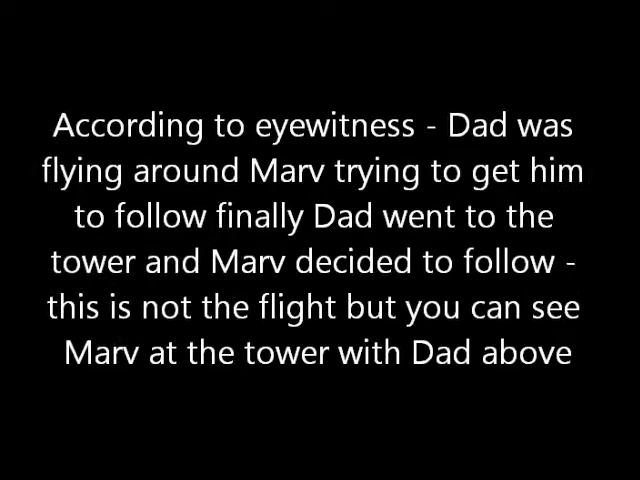 According to eyewitness - Dad was
flying around Marv trying to get him
to follow finally Dad went to the
tower and Marv decided to follow -
this is not the flight but you can see
Marv at the tower with Dad above